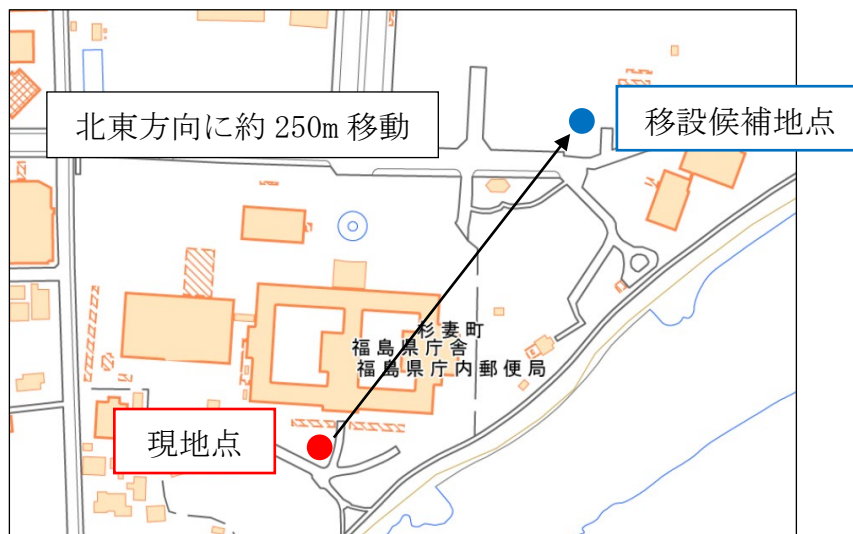 北東方向に約 250m 移動
移設候補地点
杉妻町
福島県庁舎
福島県庁内郵便局
現地点